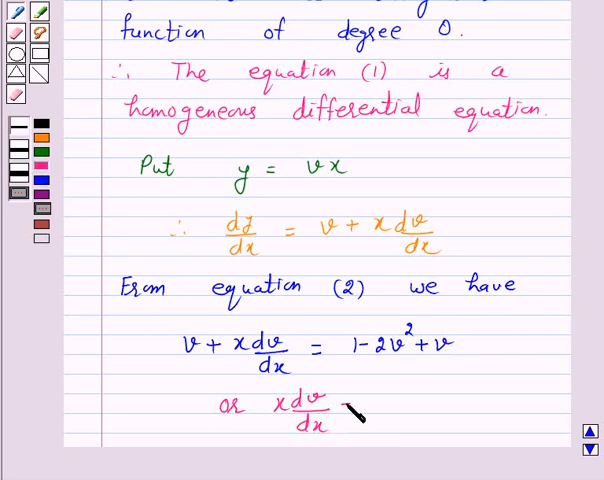 function of degree 0.
∴ The equation (1) is a
homogeneous differential equation.
Put y = vx
∴ dy/dx = v + x dv/dx
From equation (2) we have
v + x dv/dx = 1-2v²+v
or x dv/dx -